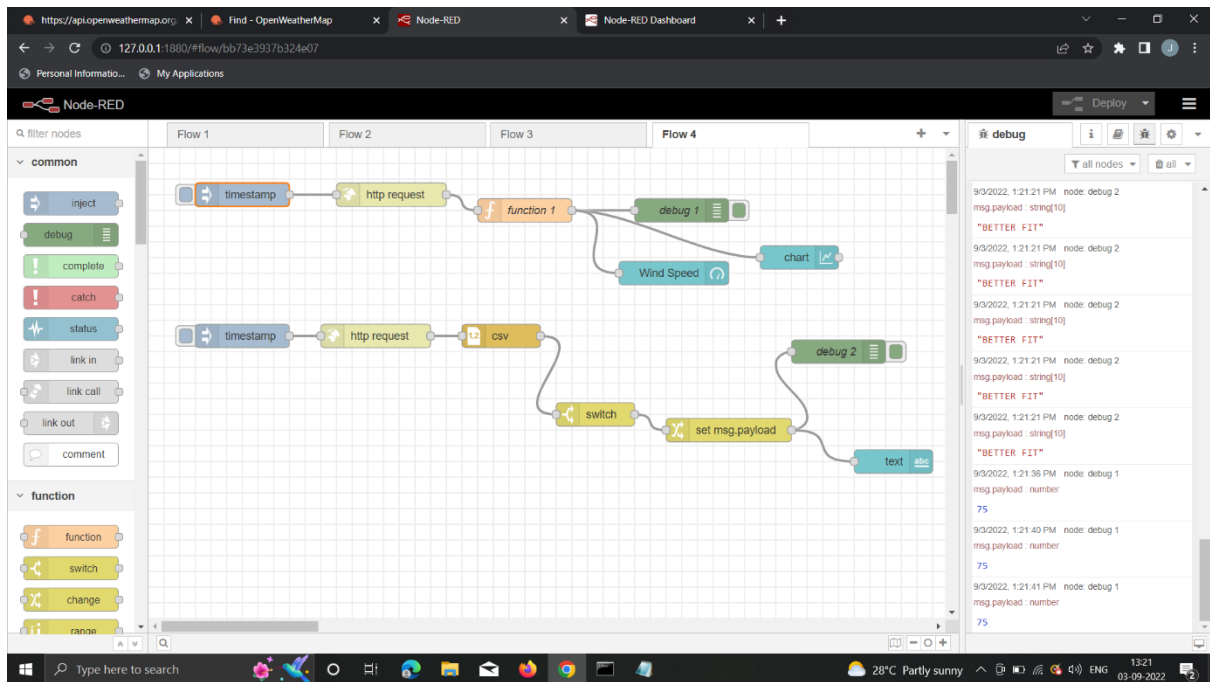 https://api.openweathermap.org
Find - OpenWeatherMap
Node-RED
Node-RED Dashboard
127.0.0.1:1880/#flow/bb73e3937b324e07
J
Personal Informatio...
My Applications
Node-RED
Deploy
filter nodes
Flow 1
Flow 2
Flow 3
Flow 4
debug
i
common
all nodes
all
inject
debug
complete
catch
status
link in
link call
link out
comment
function
function
switch
change
range
timestamp
http request
function 1
debug 1
chart
Wind Speed
timestamp
http request
1,2
csv
debug 2
switch
set msg.payload
text
abc
9/3/2022, 1:21:21 PM node: debug 2
msg.payload : string[10]
"BETTER FIT"
9/3/2022, 1:21:21 PM node: debug 2
msg.payload : string[10]
"BETTER FIT"
9/3/2022, 1:21:21 PM node: debug 2
msg.payload : string[10]
"BETTER FIT"
9/3/2022, 1:21:21 PM node: debug 2
msg.payload : string[10]
"BETTER FIT"
9/3/2022, 1:21:21 PM node: debug 2
msg.payload : string[10]
"BETTER FIT"
9/3/2022, 1:21:36 PM node: debug 1
msg.payload : number
75
9/3/2022, 1:21:40 PM node: debug 1
msg.payload : number
75
9/3/2022, 1:21:41 PM node: debug 1
msg.payload : number
75
Type here to search
28°C Partly sunny
ENG
13:21
03-09-2022
2